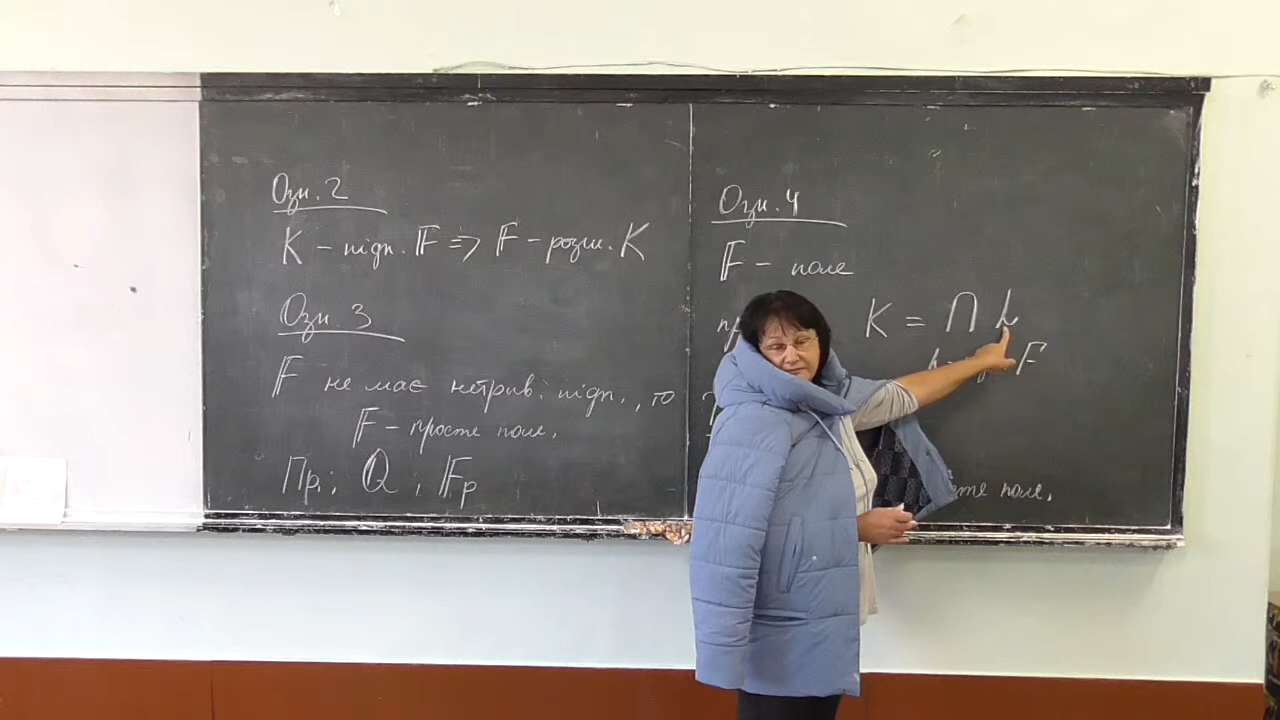 Озн. 2
K – підп. F => F – розш. K
Озн. 3
F не має нетрив. підп., то
F – просте поле.
Пр.: Q, Fp
Озн. 4
F – поле
K = ∩ L
F
поле.